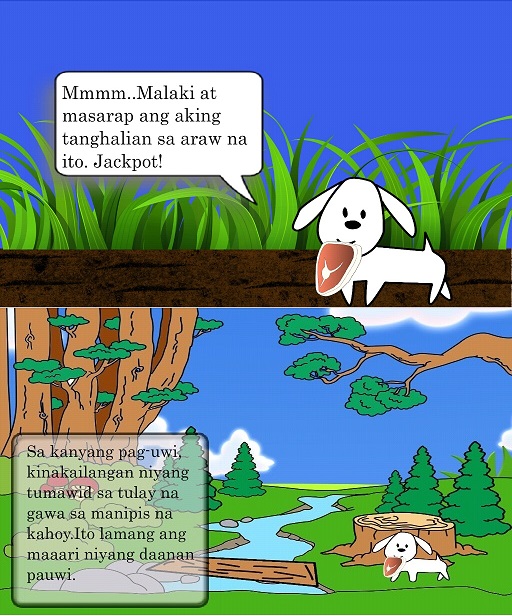 Mmmm..Malaki at
masarap ang aking
tanghalian sa araw na
ito. Jackpot!
Sa kanyang pag-uwi,
kinakailangan niyang
tumawid sa tulay na
gawa sa manipis na
kahoy.Ito lamang ang
maaari niyang daanan
pauwi.